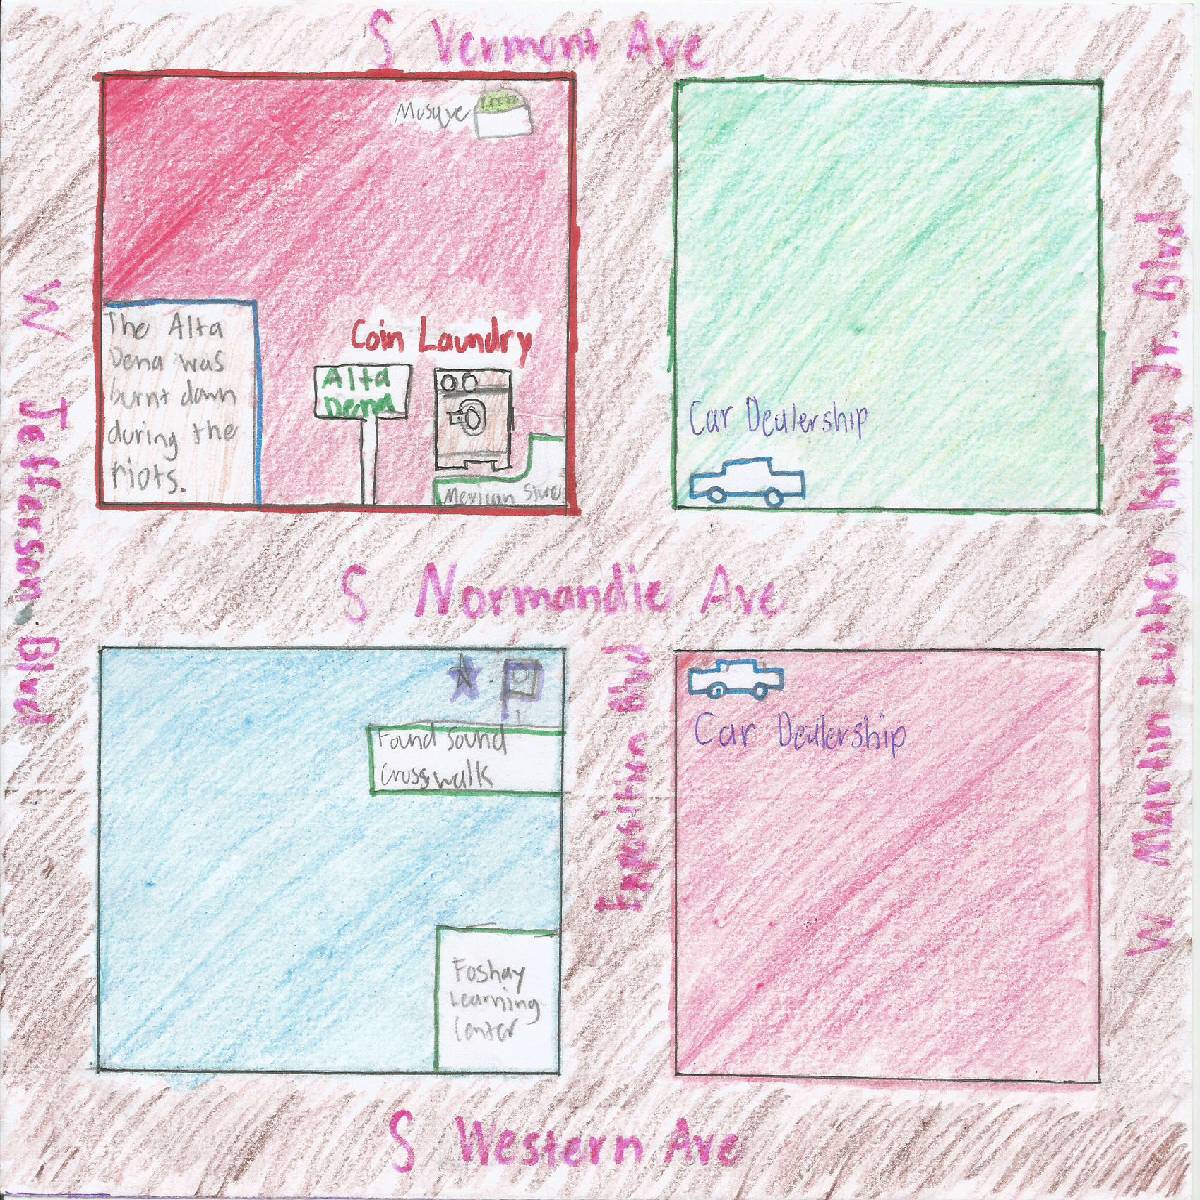 S Vermont Ave
Mosque
W Jefferson Blvd
The Alta
Dena was
burnt down
during the
riots.
Coin Laundry
Alta
Dena
Mexican Store
Car Dealership
W Martin Luther King Jr. Blvd
S Normandie Ave
P
Found Sound
Crosswalk
Foshay
Learning
Center
Exposition Blvd
Car Dealership
S Western Ave